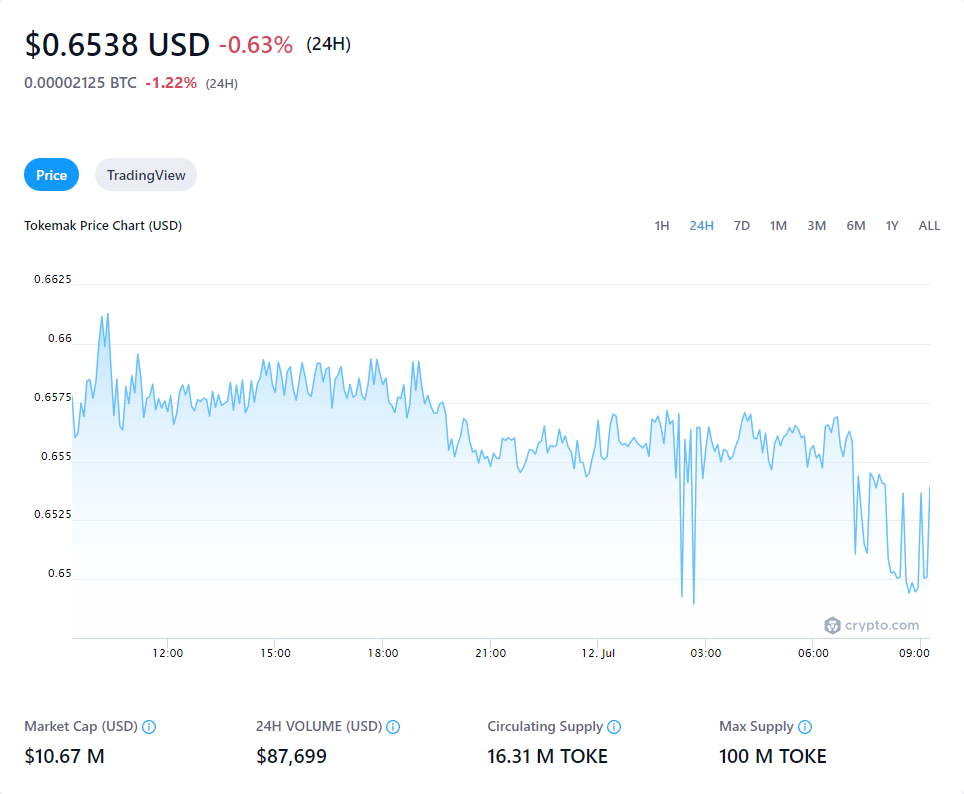 $0.6538 USD -0.63% (24H)
0.00002125 BTC -1.22% (24H)
Price TradingView
Tokemak Price Chart (USD) 1H 24H 7D 1M 3M 6M 1Y ALL
0.6625
0.66
0.6575
0.655
0.6525
0.65
crypto.com
12:00 15:00 18:00 21:00 12. Jul 03:00 06:00 09:00
Market Cap (USD) 24H VOLUME (USD) Circulating Supply Max Supply
$10.67 M $87,699 16.31 M TOKE 100 M TOKE